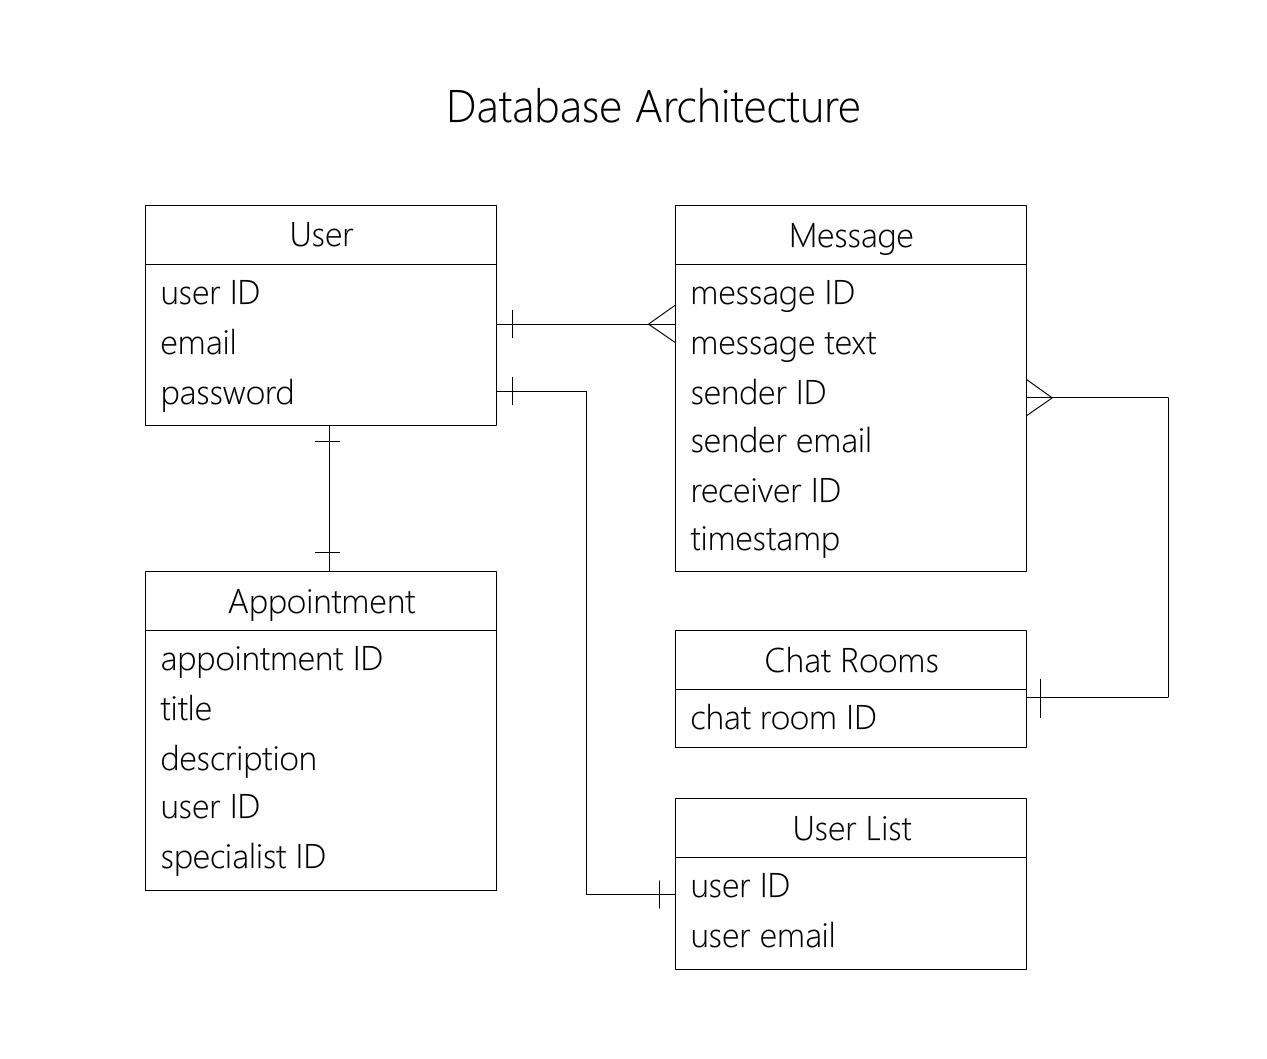 Database Architecture
User
user ID
email
password
Message
message ID
message text
sender ID
sender email
receiver ID
timestamp
Appointment
appointment ID
title
description
user ID
specialist ID
Chat Rooms
chat room ID
User List
user ID
user email